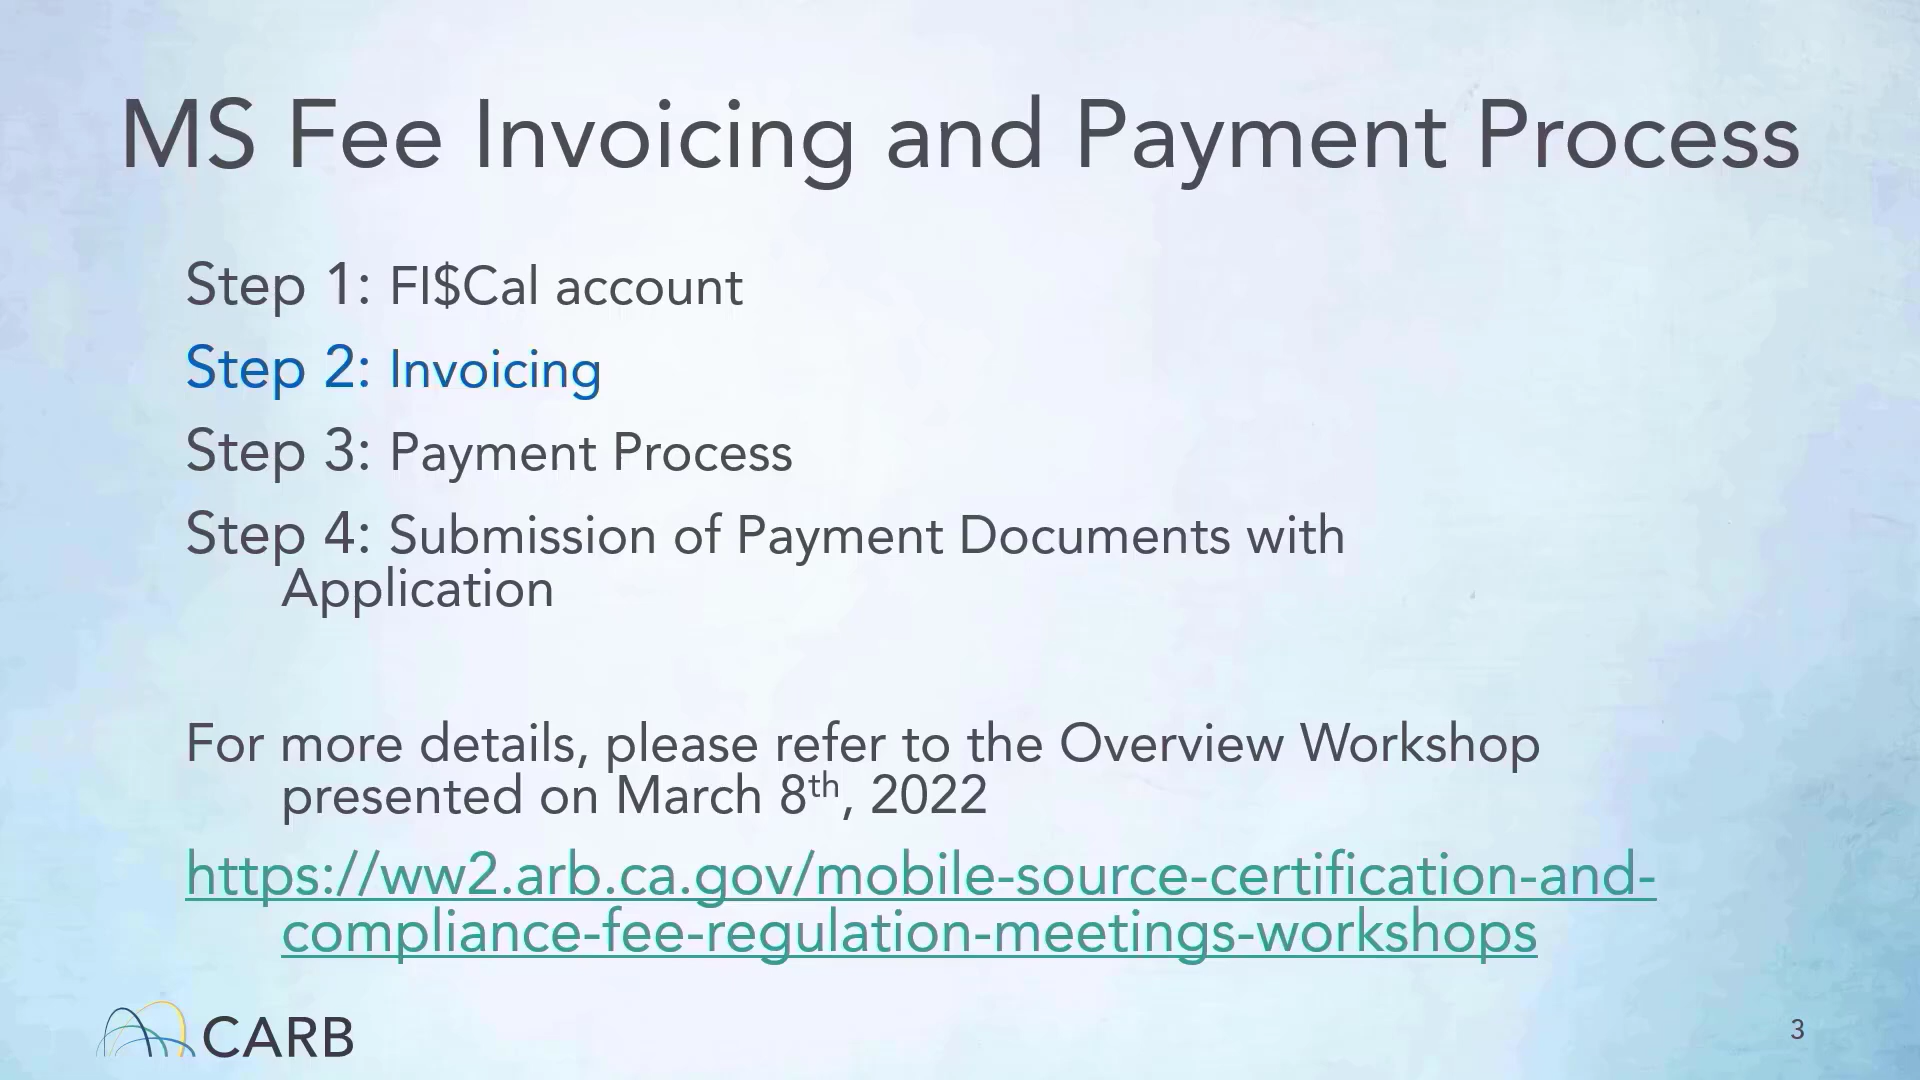 MS Fee Invoicing and Payment Process
Step 1: FI$Cal account
Step 2: Invoicing
Step 3: Payment Process
Step 4: Submission of Payment Documents with
Application
For more details, please refer to the Overview Workshop
presented on March 8th, 2022
https://ww2.arb.ca.gov/mobile-source-certification-and-
compliance-fee-regulation-meetings-workshops
CARB
3